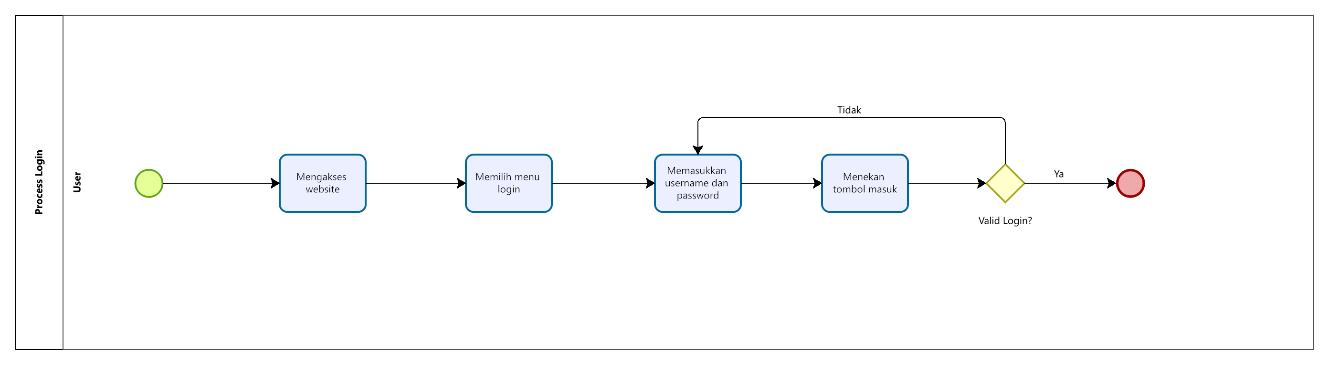 Process Login
User
Mengakses
website
Memilih menu
login
Memasukkan
username dan
password
Menekan
tombol masuk
Tidak
Valid Login?
Ya